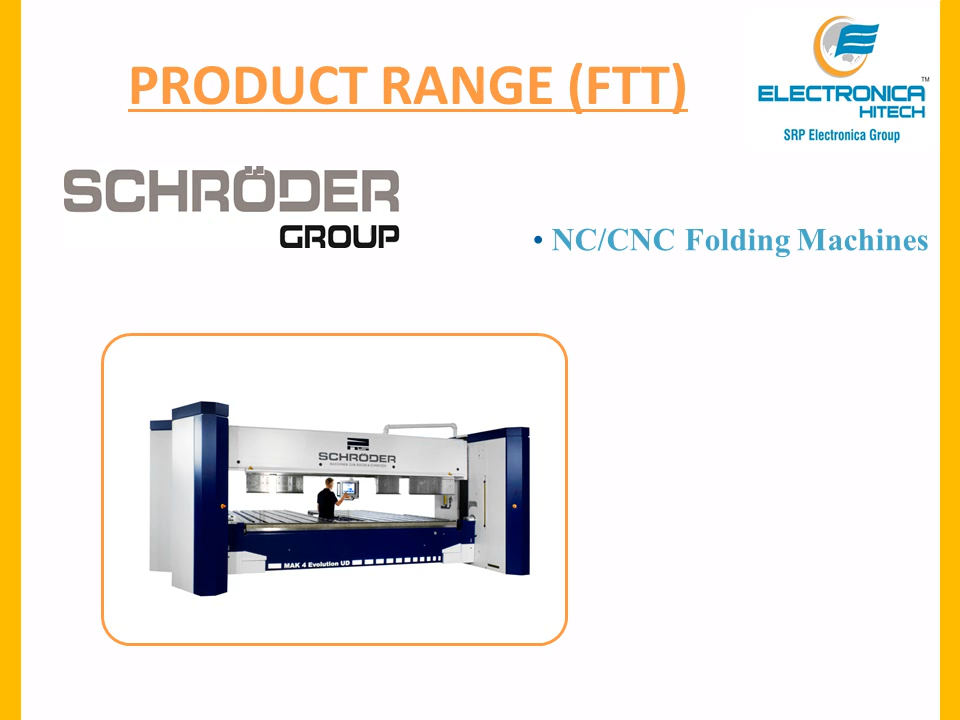 PRODUCT RANGE (FTT)
ELECTRONICA
TM
HITECH
SRP Electronica Group
SCHRÖDER
GROUP
• NC/CNC Folding Machines
SCHRÖDER
MAK 4 Evolution UD